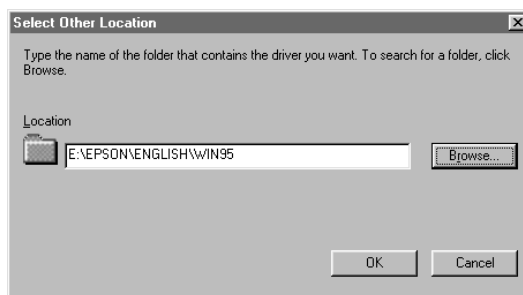 Select Other Location
Type the name of the folder that contains the driver you want. To search for a folder, click
Browse.
Location
E:\EPSON\ENGLISH\WIN95
Browse...
OK
Cancel